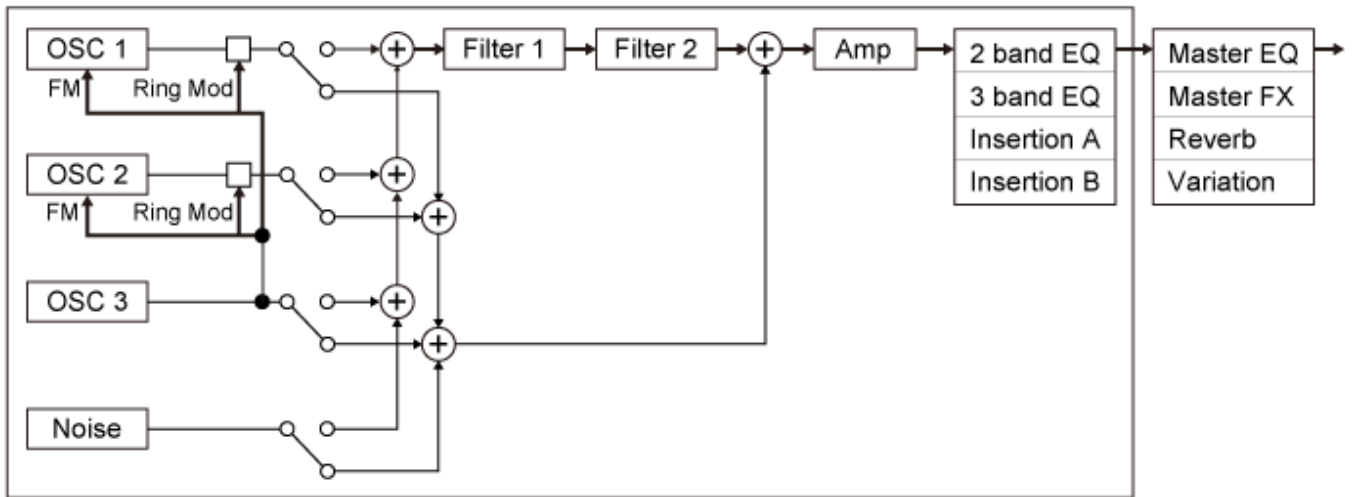 OSC 1
FM
Ring Mod
Filter 1
Filter 2
Amp
2 band EQ
3 band EQ
Insertion A
Insertion B
Master EQ
Master FX
Reverb
Variation
OSC 2
FM
Ring Mod
OSC 3
Noise